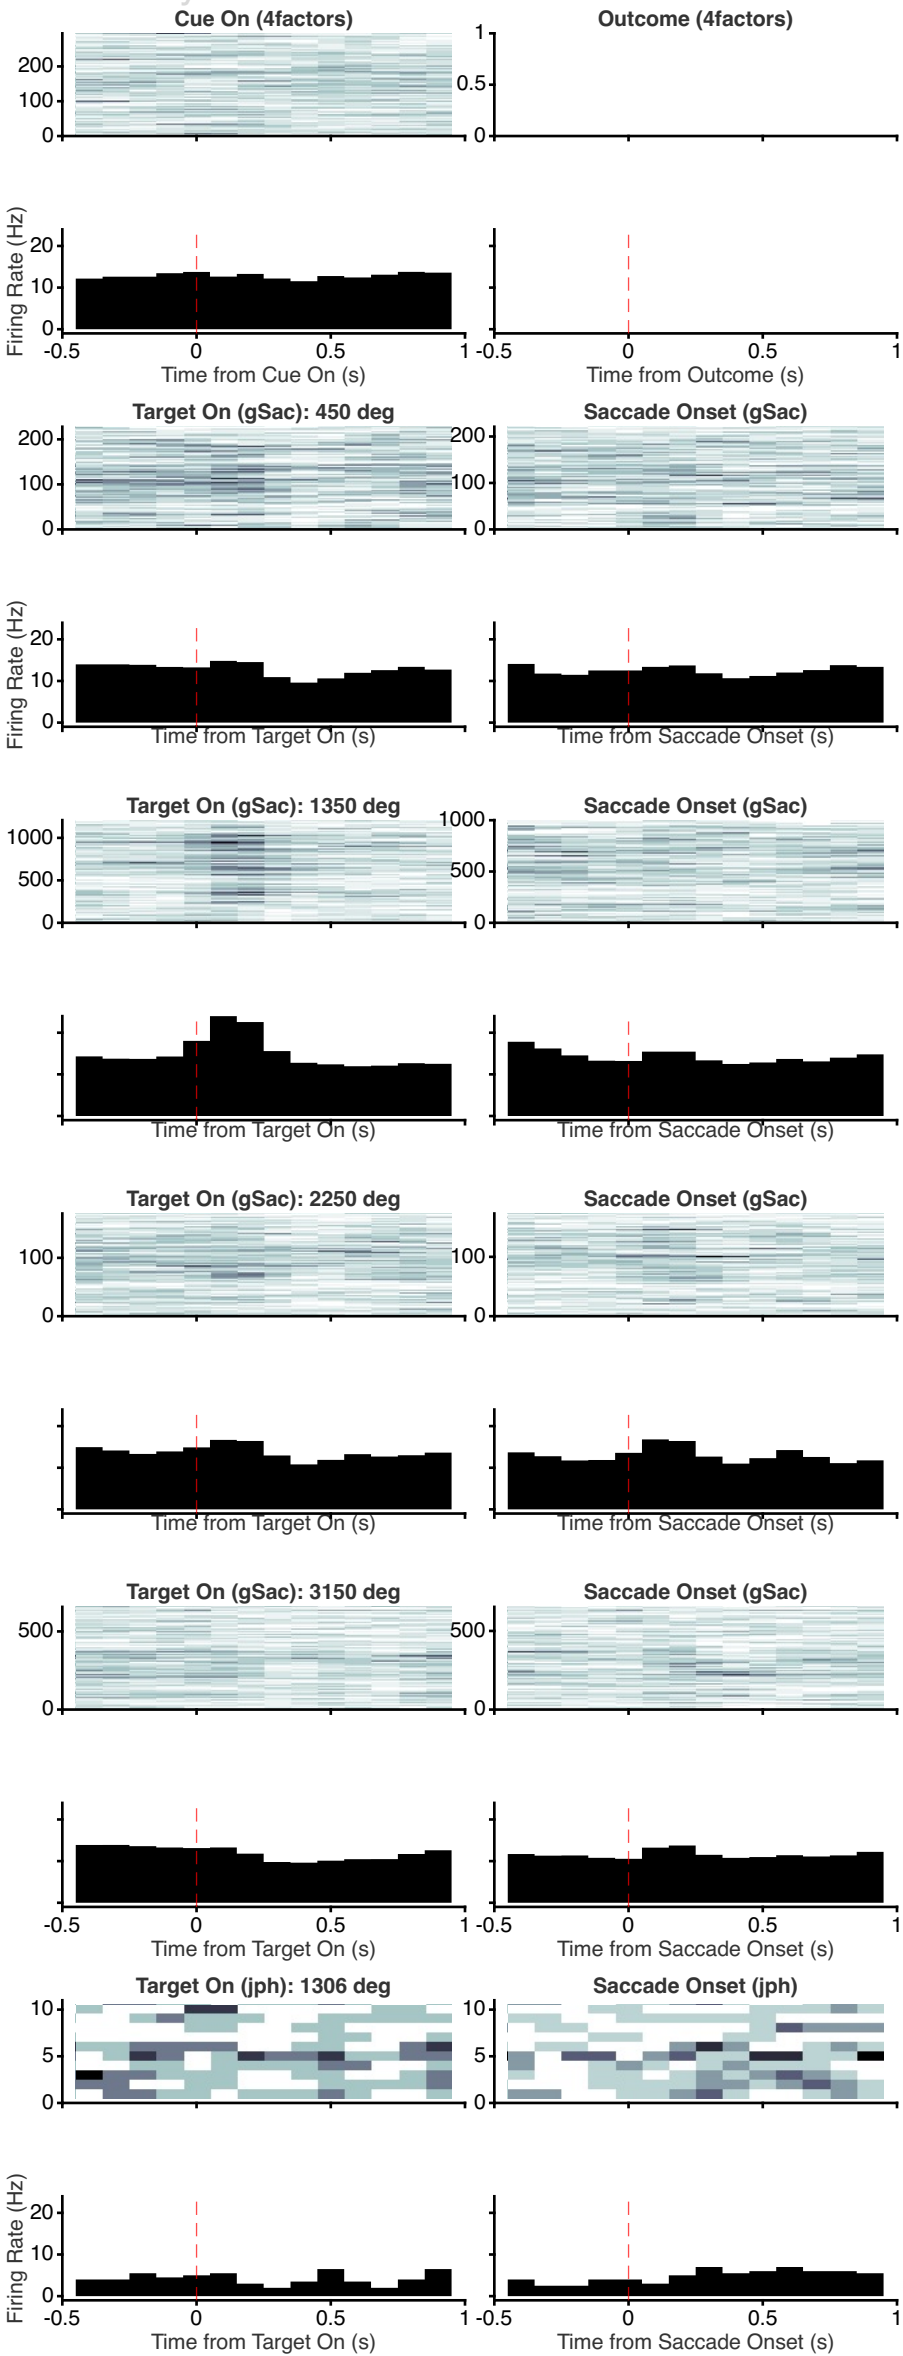 Cue On (4factors)
Outcome (4factors)
200
100
0
1
0.5
0
Firing Rate (Hz)
20
10
0
-0.5 0 0.5 1
Time from Cue On (s)
-0.5 0 0.5 1
Time from Outcome (s)
Target On (gSac): 450 deg
Saccade Onset (gSac)
200
100
0
200
100
0
Firing Rate (Hz)
20
10
0
Time from Target On (s)
Time from Saccade Onset (s)
Target On (gSac): 1350 deg
Saccade Onset (gSac)
1000
500
0
1000
500
0
Time from Target On (s)
Time from Saccade Onset (s)
Target On (gSac): 2250 deg
Saccade Onset (gSac)
100
0
100
0
Time from Target On (s)
Time from Saccade Onset (s)
Target On (gSac): 3150 deg
Saccade Onset (gSac)
500
0
500
0
-0.5 0 0.5 1
Time from Target On (s)
-0.5 0 0.5 1
Time from Saccade Onset (s)
Target On (jph): 1306 deg
Saccade Onset (jph)
10
5
0
10
5
0
Firing Rate (Hz)
20
10
0
-0.5 0 0.5 1
Time from Target On (s)
-0.5 0 0.5 1
Time from Saccade Onset (s)